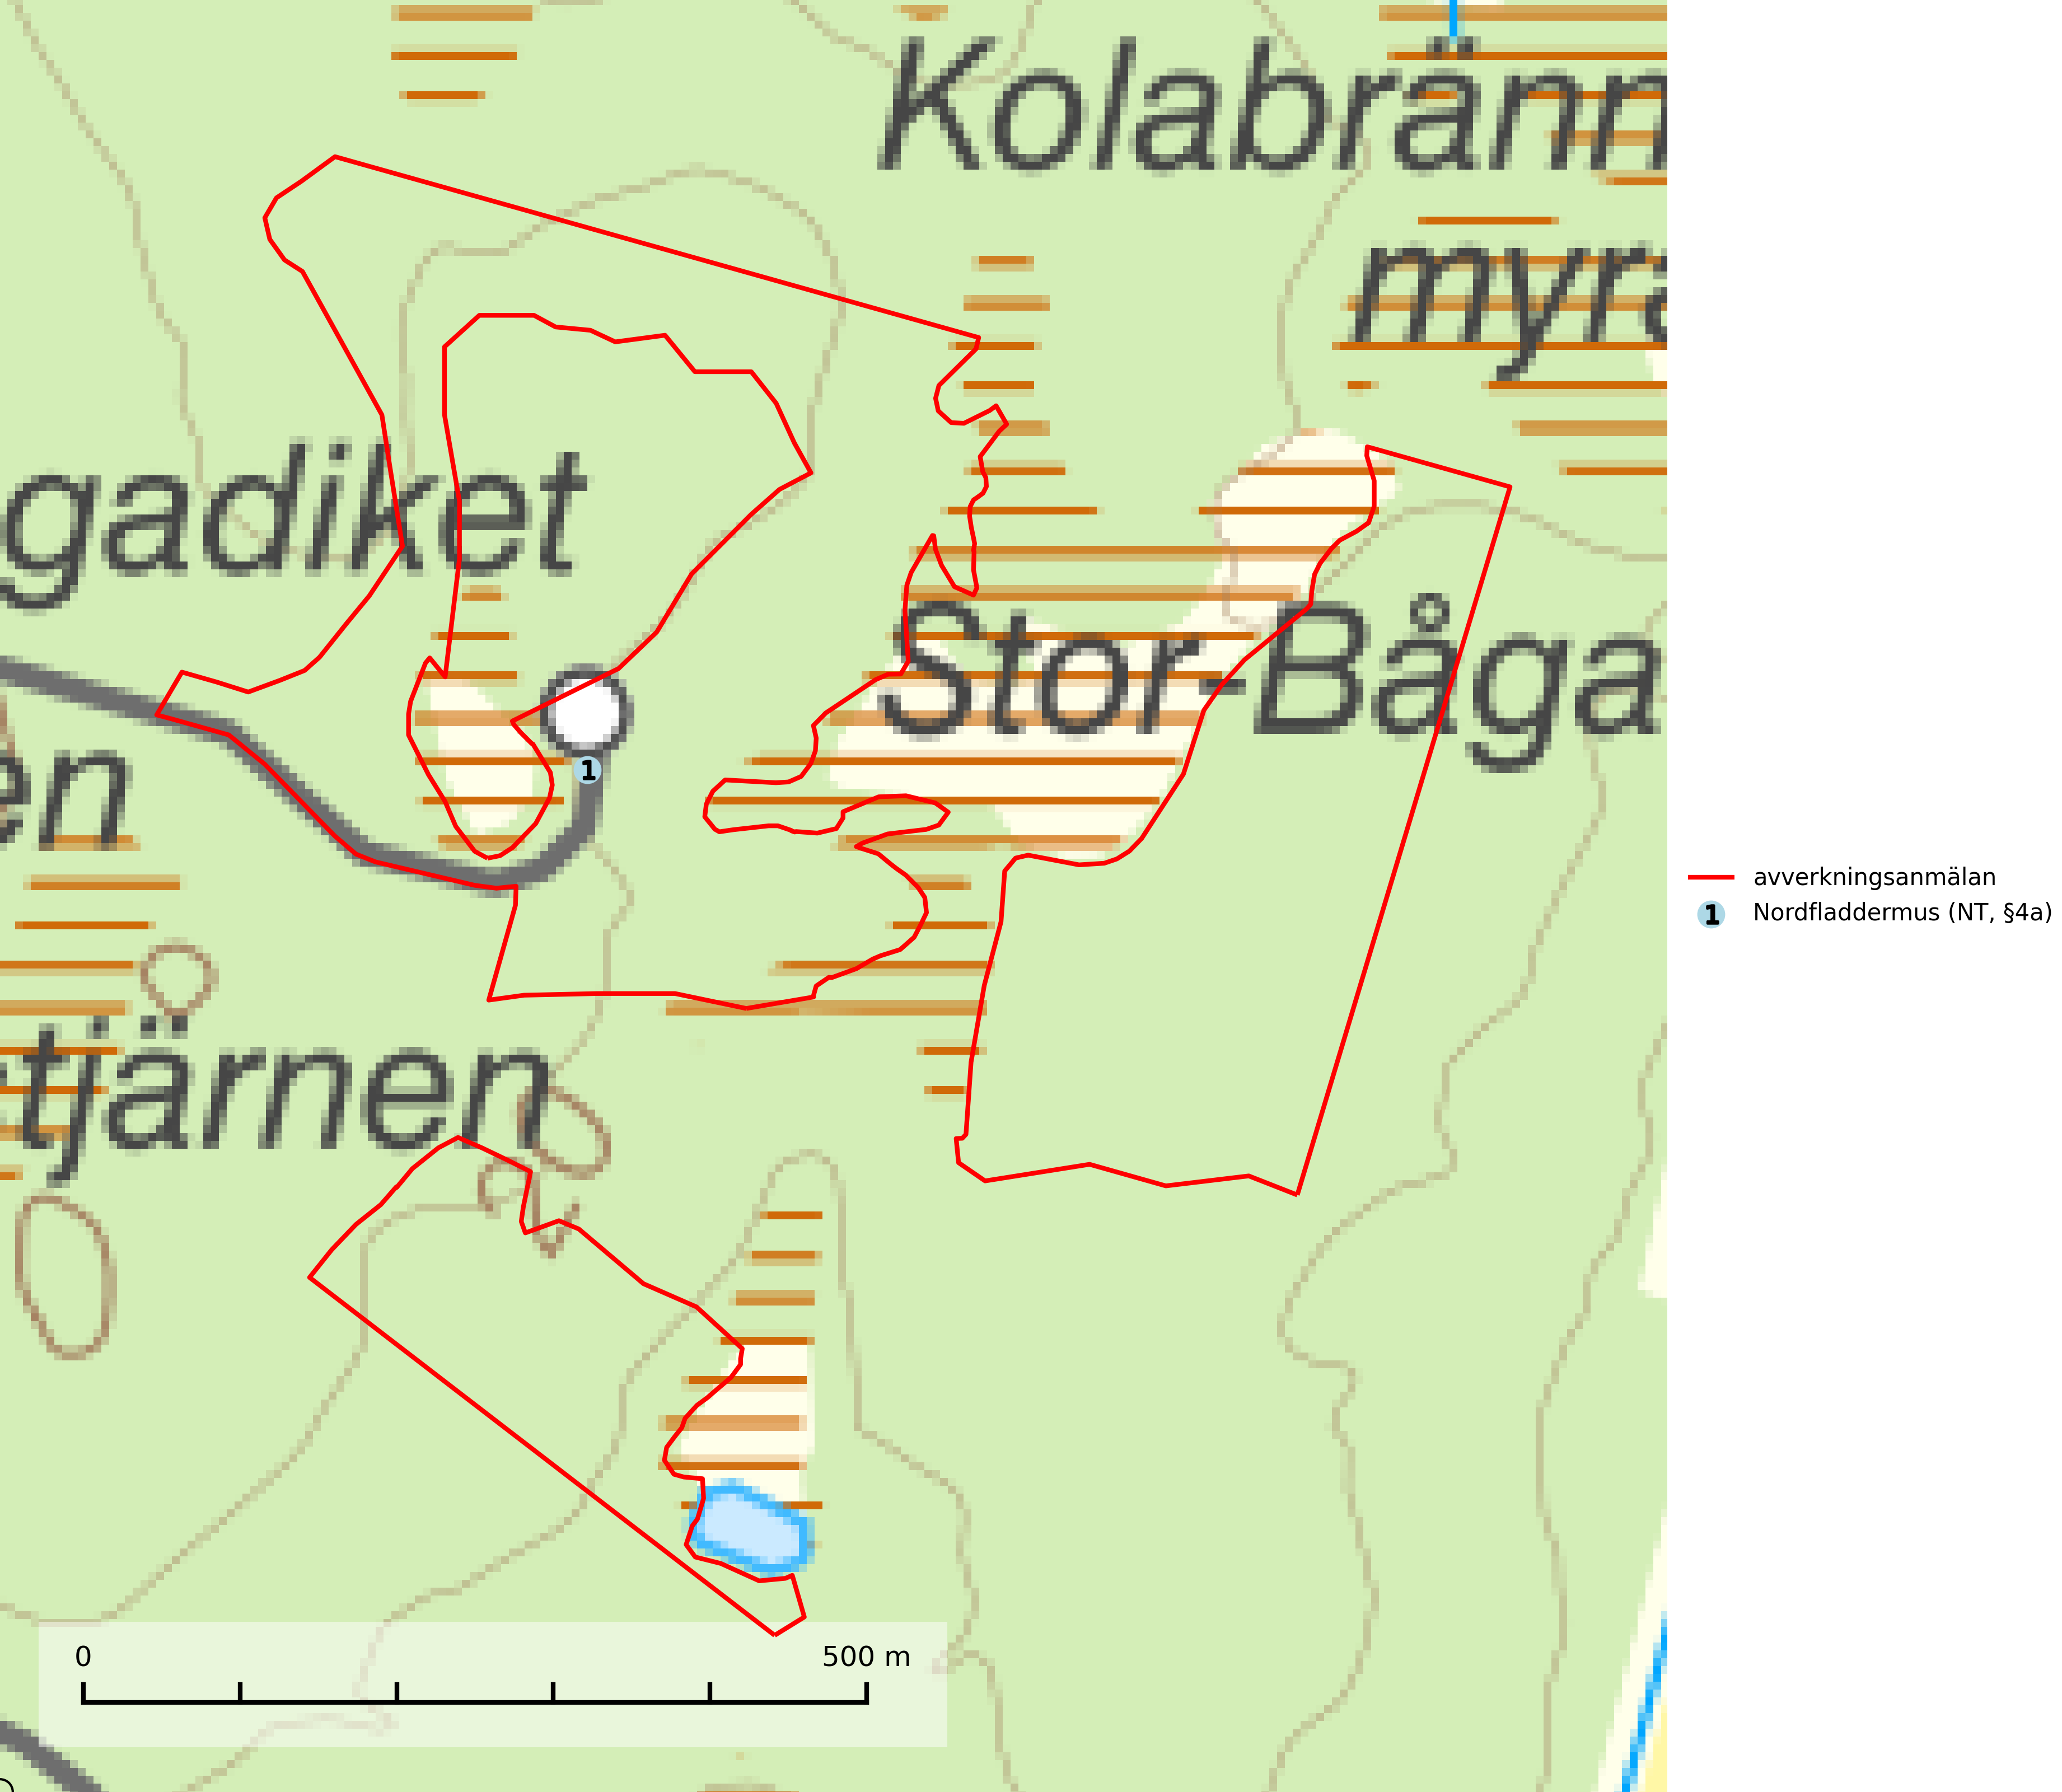 Kolabränn
myra
gadiket
Stor-Båga
1
en
tjärnen
0 500 m
avverkningsanmälan
1 Nordfladdermus (NT, §4a)